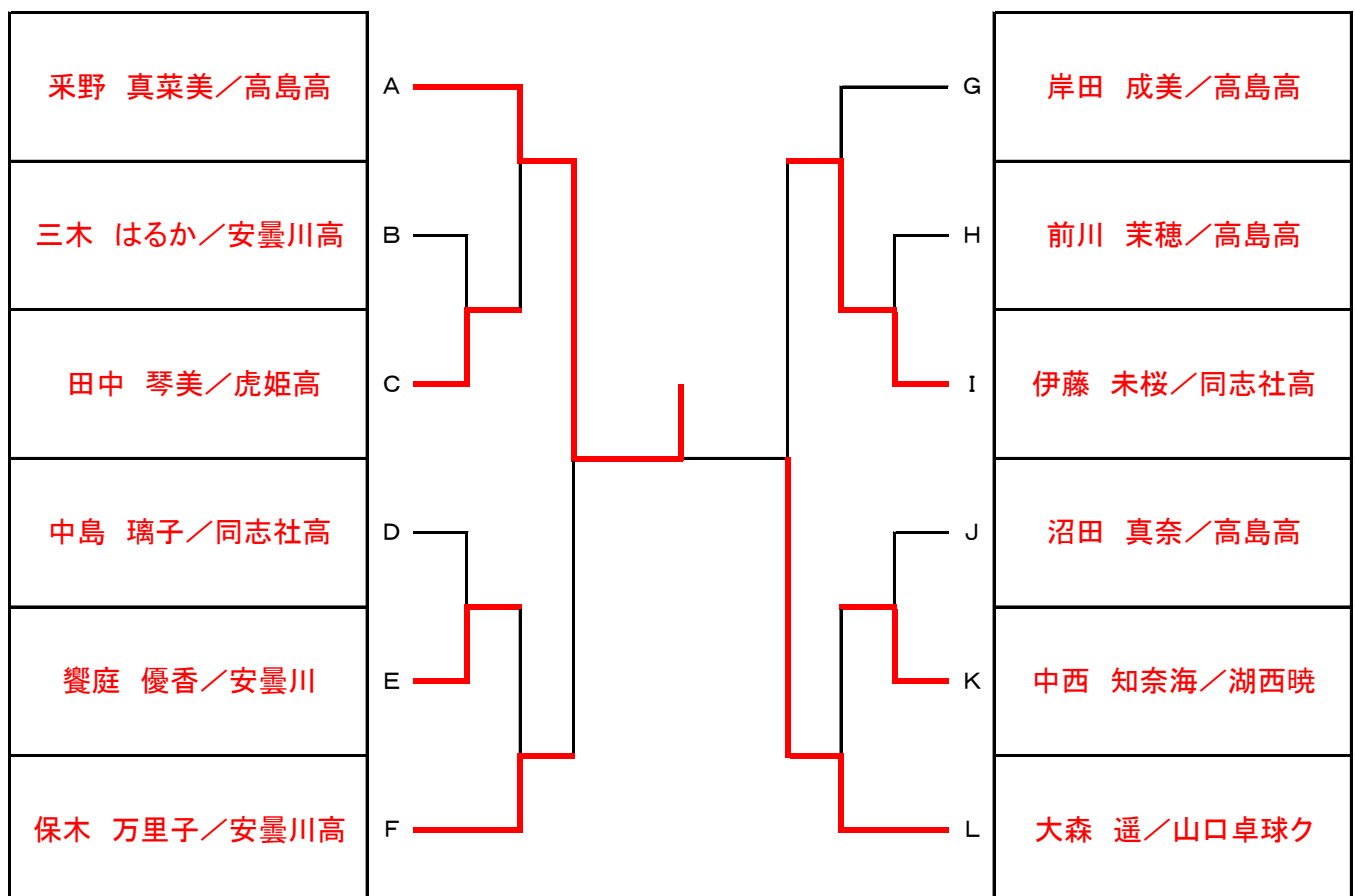 采野 真菜美／高島高
A
三木 はるか／安曇川高
B
田中 琴美／虎姫高
C
中島 璃子／同志社高
D
饗庭 優香／安曇川
E
保木 万里子／安曇川高
F
G
岸田 成美／高島高
H
前川 茉穂／高島高
I
伊藤 未桜／同志社高
J
沼田 真奈／高島高
K
中西 知奈海／湖西暁
L
大森 遥／山口卓球ク